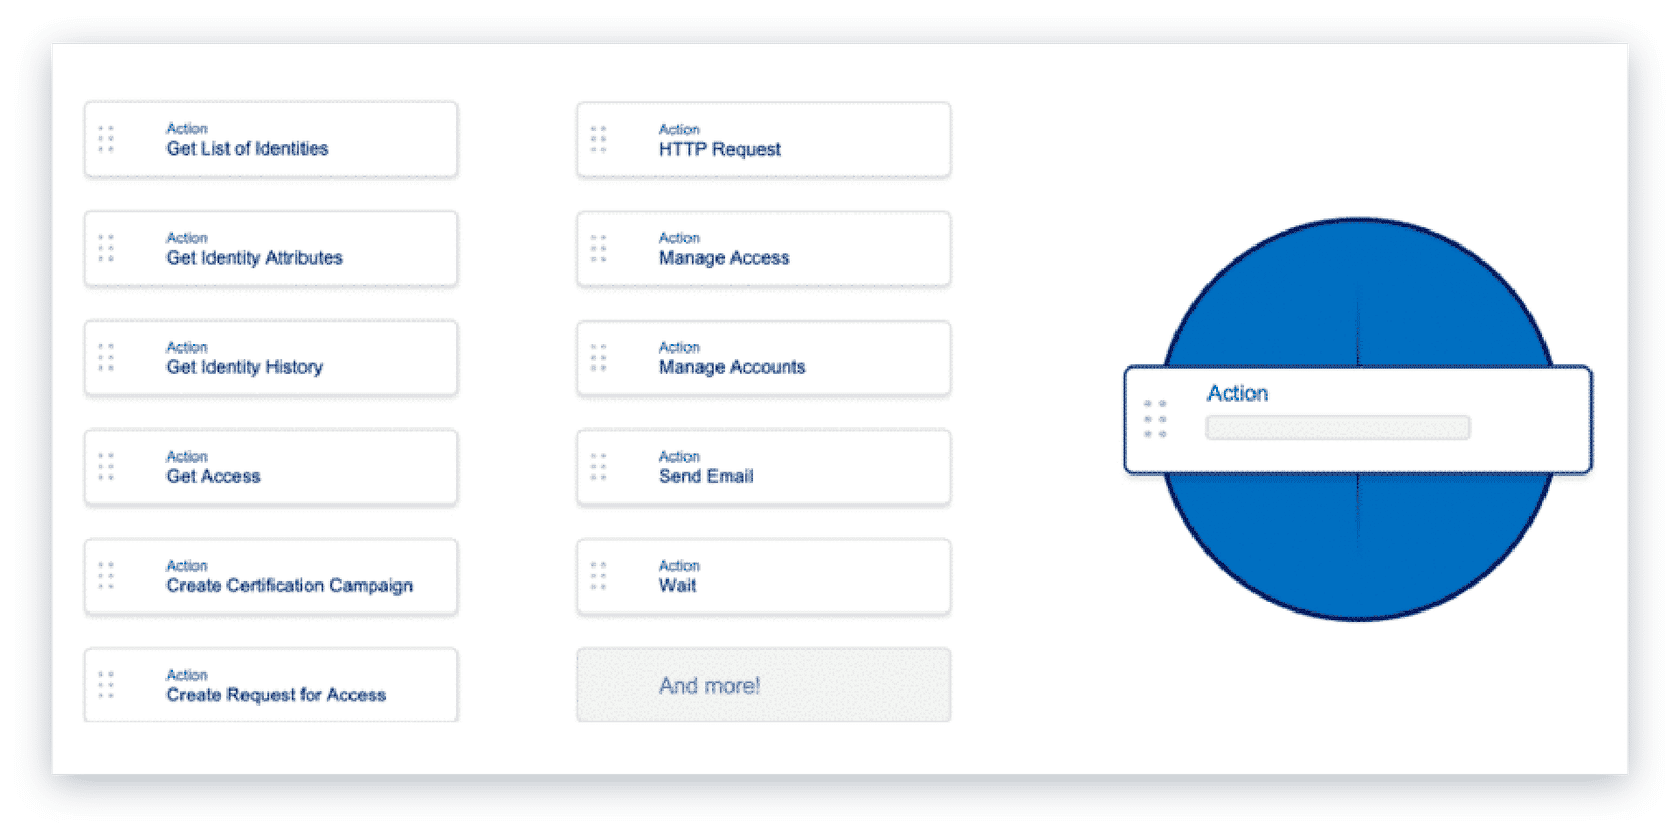 Action
Get List of Identities
Action
Get Identity Attributes
Action
Get Identity History
Action
Get Access
Action
Create Certification Campaign
Action
Create Request for Access
Action
HTTP Request
Action
Manage Access
Action
Manage Accounts
Action
Send Email
Action
Wait
And more!
Action